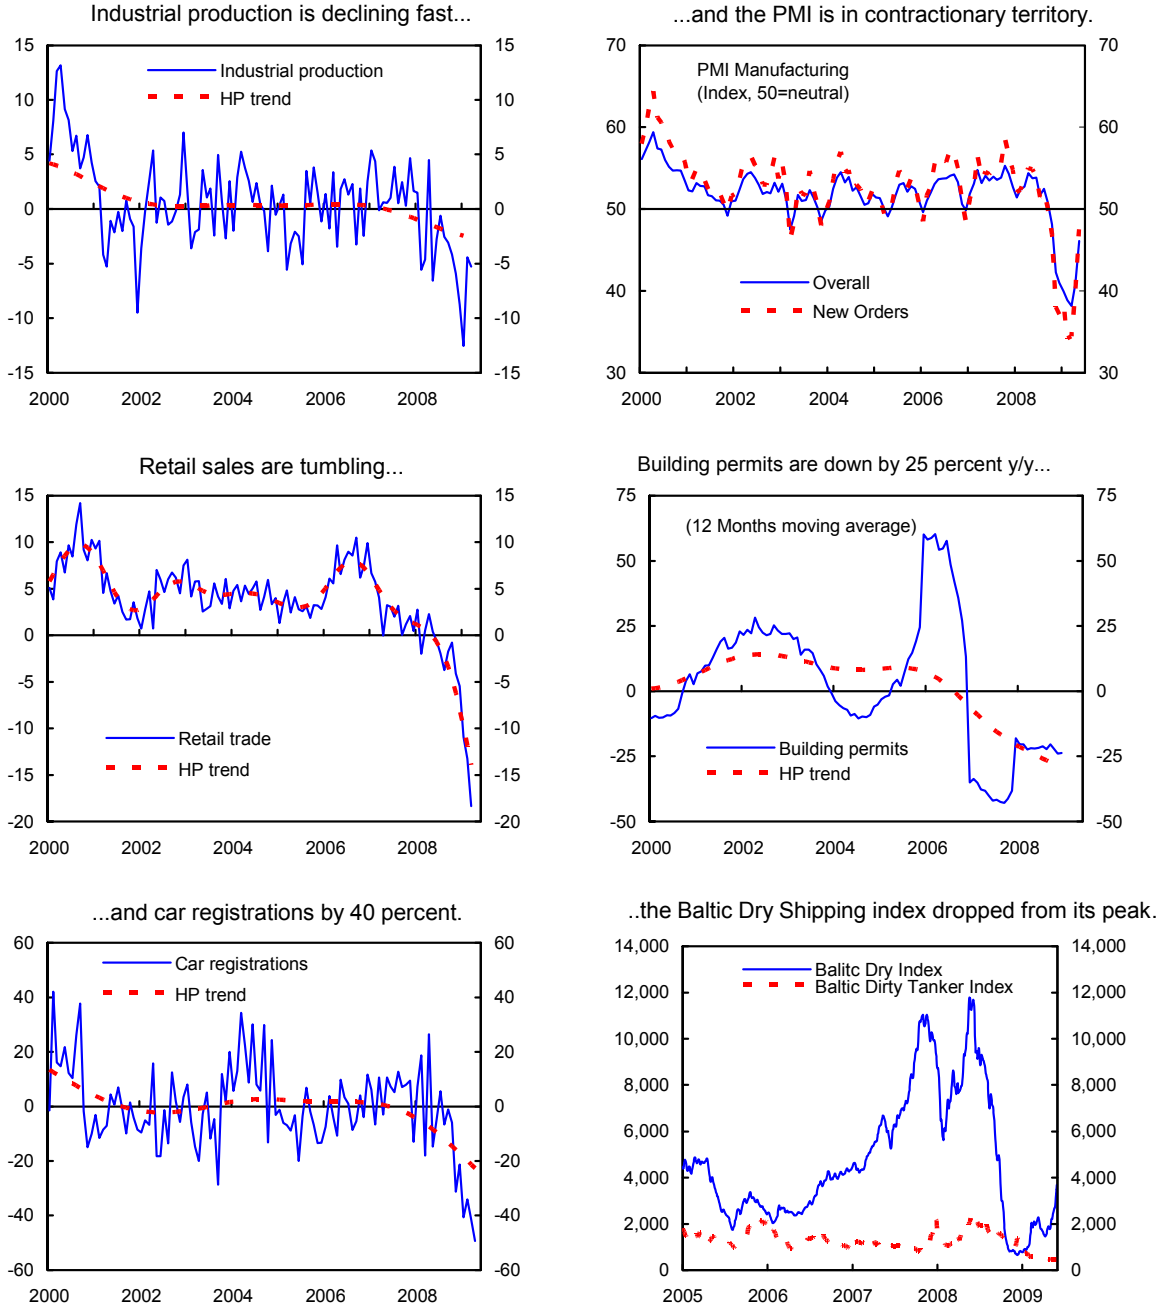 Industrial production is declining fast...
15 15
Industrial production
HP trend
10 10
5 5
0 0
-5 -5
-10 -10
-15 -15
2000 2002 2004 2006 2008
...and the PMI is in contractionary territory.
70 70
PMI Manufacturing
(Index, 50=neutral)
60 60
50 50
40 40
Overall
New Orders
30 30
2000 2002 2004 2006 2008
Retail sales are tumbling...
15 15
10 10
5 5
0 0
-5 -5
-10 -10
Retail trade
HP trend
-15 -15
-20 -20
2000 2002 2004 2006 2008
Building permits are down by 25 percent y/y...
75 75
(12 Months moving average)
50 50
25 25
0 0
-25 -25
Building permits
HP trend
-50 -50
2000 2002 2004 2006 2008
...and car registrations by 40 percent.
60 60
Car registrations
HP trend
40 40
20 20
0 0
-20 -20
-40 -40
-60 -60
2000 2002 2004 2006 2008
..the Baltic Dry Shipping index dropped from its peak.
14,000 14,000
Balitc Dry Index
Baltic Dirty Tanker Index
12,000 12,000
10,000 10,000
8,000 8,000
6,000 6,000
4,000 4,000
2,000 2,000
0 0
2005 2006 2007 2008 2009